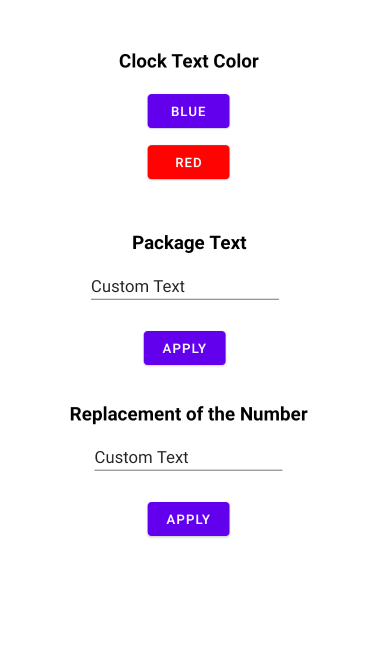 Clock Text Color
BLUE
RED
Package Text
Custom Text
APPLY
Replacement of the Number
Custom Text
APPLY